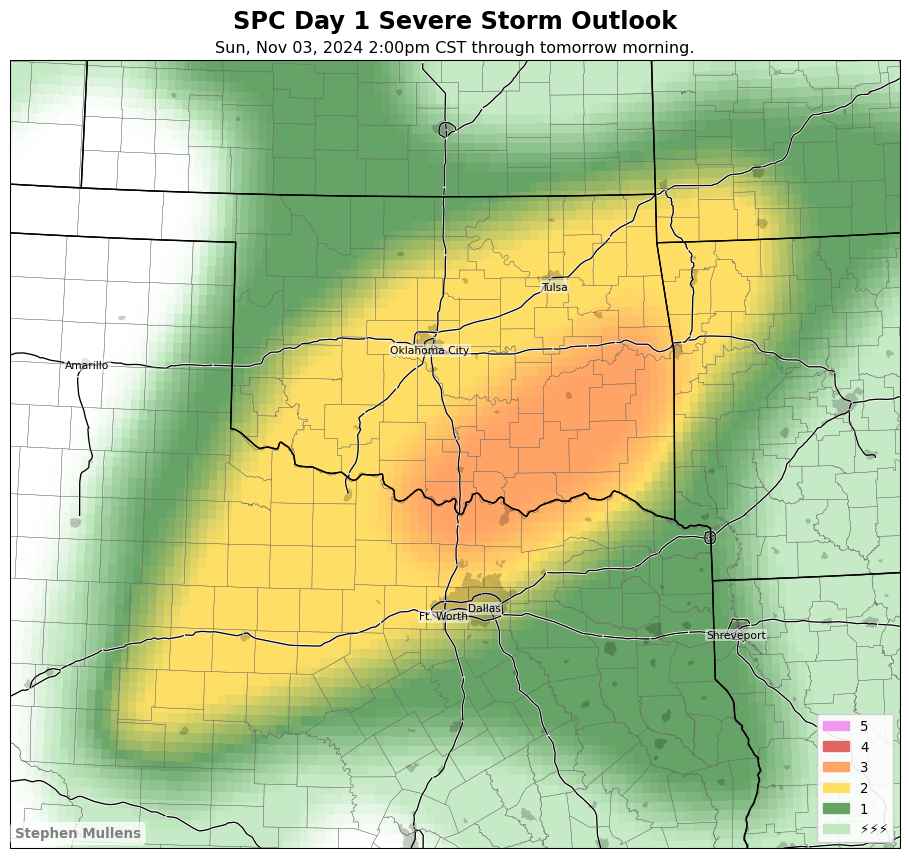 SPC Day 1 Severe Storm Outlook
Sun, Nov 03, 2024 2:00pm CST through tomorrow morning.
Tulsa
Oklahoma City
Amarillo
Dallas
Ft. Worth
Shreveport
5
4
3
2
1
⚡⚡⚡
Stephen Mullens